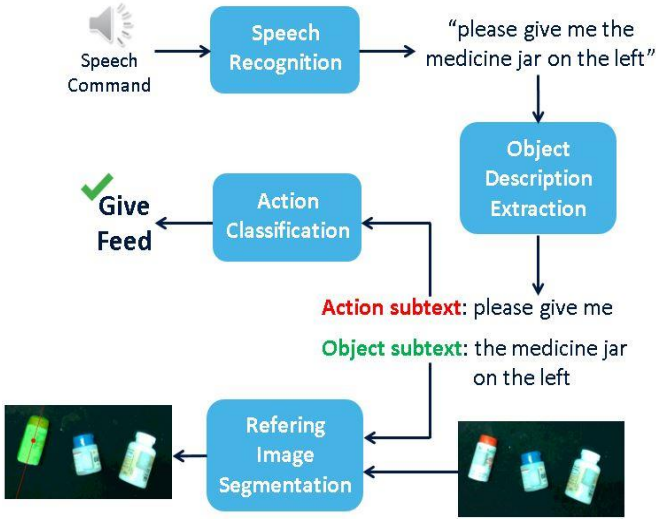 Speech
Command
Speech
Recognition
“please give me the
medicine jar on the left”
Object
Description
Extraction
Action
Classification
Give
Feed
Action subtext: please give me
Object subtext: the medicine jar
on the left
Refering
Image
Segmentation